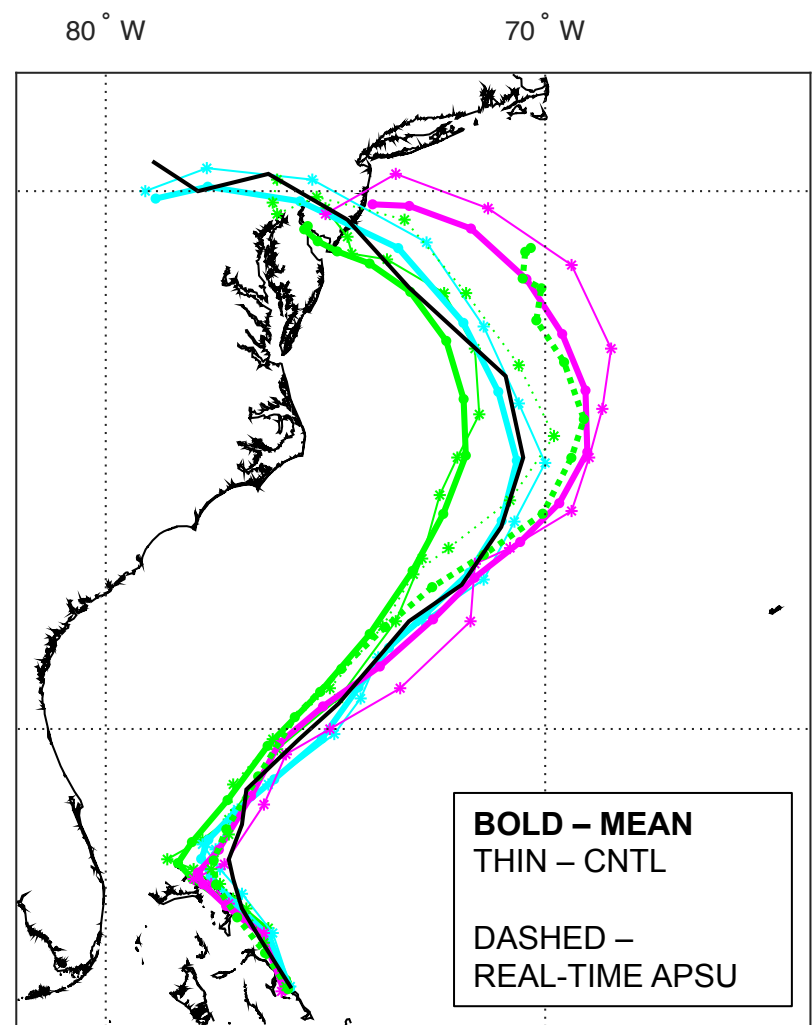 80 ° W 70 ° W
BOLD – MEAN
THIN – CNTL
DASHED –
REAL-TIME APSU